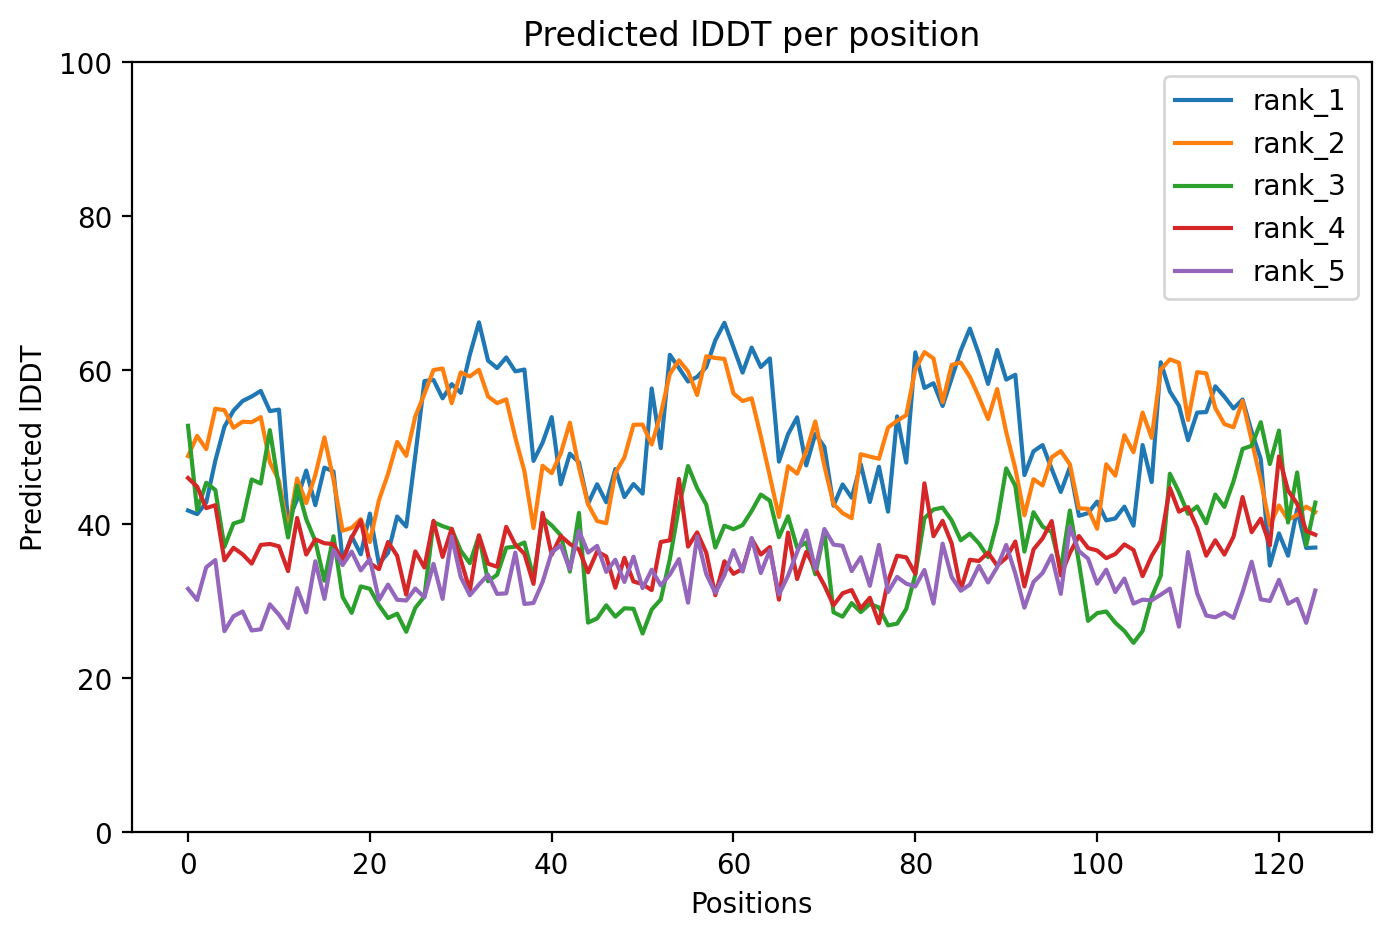 Predicted lDDT per position
100
80
60
40
20
0
Predicted lDDT
0 20 40 60 80 100 120
Positions
rank_1
rank_2
rank_3
rank_4
rank_5